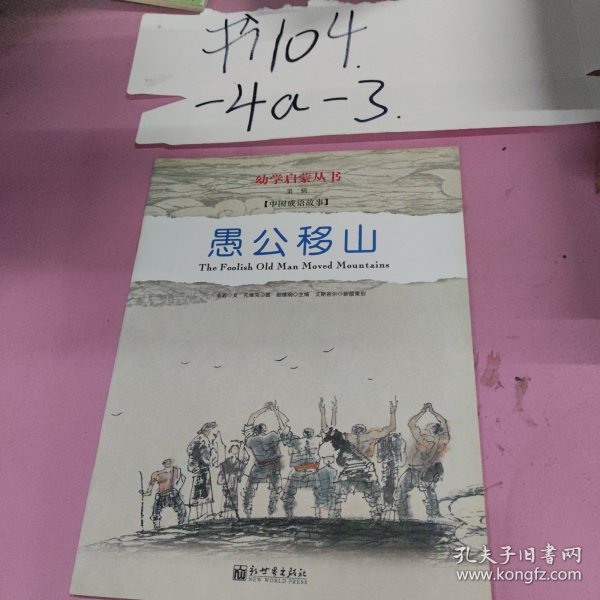 书104.
-4a-3.
幼学启蒙丛书
第二辑
【中国成语故事】
愚公移山
The Foolish Old Man Moved Mountains
新世界出版社
NEW WORLD PRESS
孔夫子旧书网
www.kongfz.com